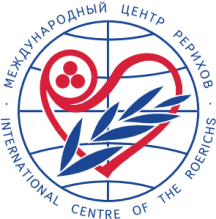 · МЕЖДУНАРОДНЫЙ ЦЕНТР РЕРИХОВ ·
INTERNATIONAL CENTRE OF THE ROERICHS